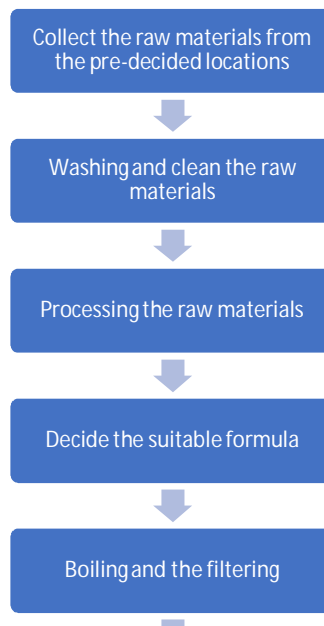 Collect the raw materials from
the pre-decided locations
Washing and clean the raw
materials
Processing the raw materials
Decide the suitable formula
Boiling and the filtering